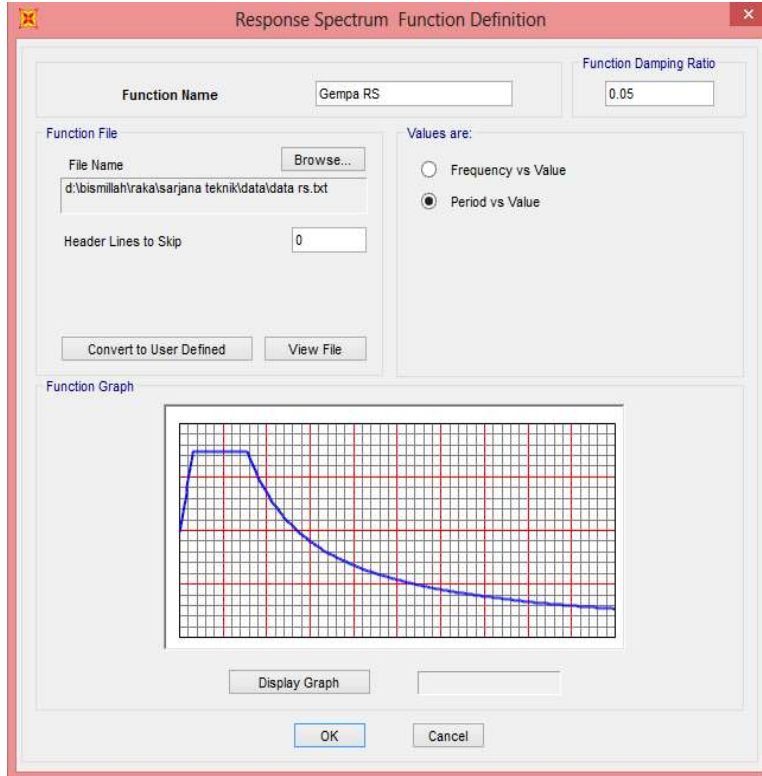 Response Spectrum Function Definition
Function Name
Gempa RS
Function Damping Ratio
0.05
Function File
File Name
Browse...
d:\bismillah\raka\sarjana teknik\data\data rs.txt
Header Lines to Skip
0
Convert to User Defined
View File
Values are:
Frequency vs Value
Period vs Value
Function Graph
Display Graph
OK
Cancel